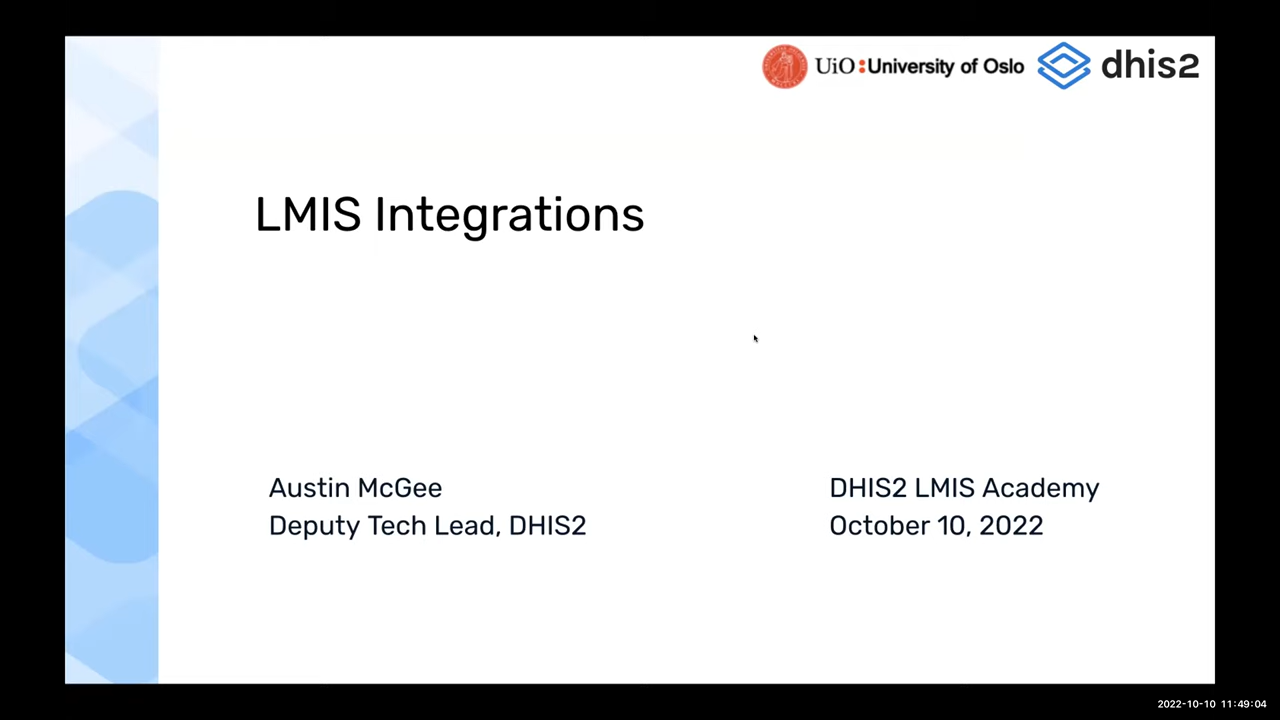 UiO:University of Oslo
dhis2
LMIS Integrations
Austin McGee
Deputy Tech Lead, DHIS2
DHIS2 LMIS Academy
October 10, 2022
2022-10-10 11:49:04